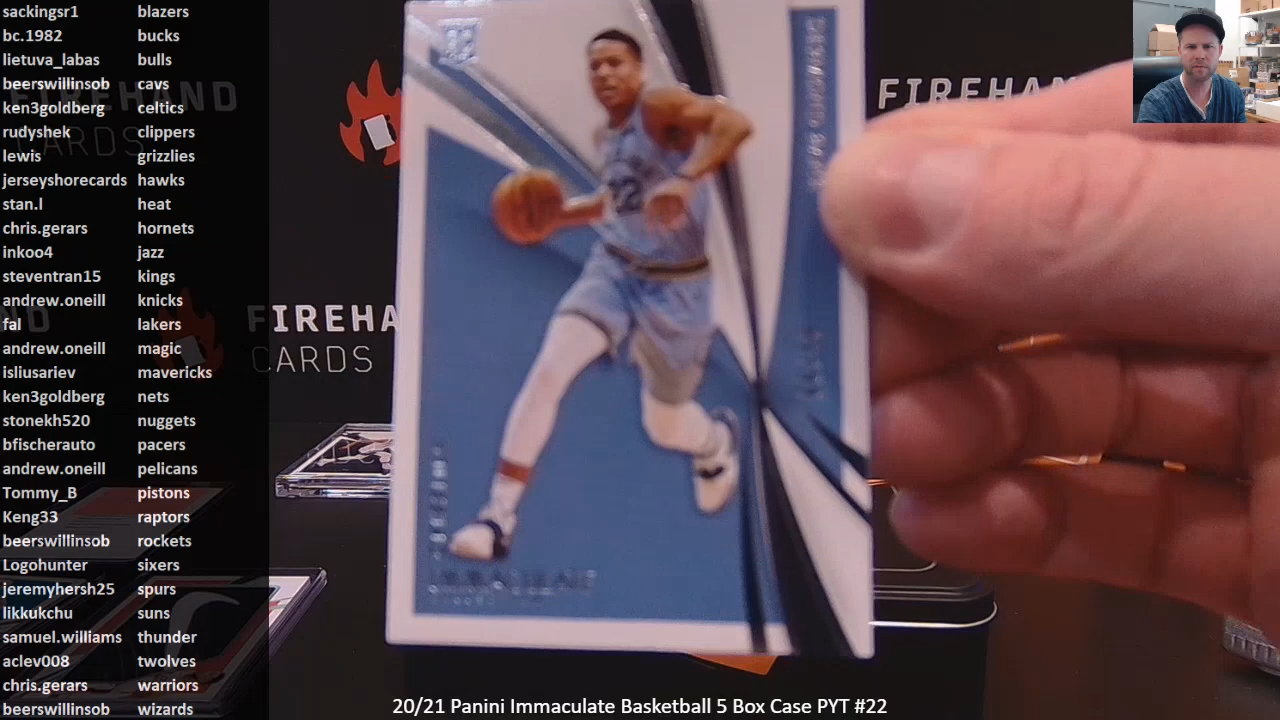 sackingsr1 blazers
bc.1982 bucks
lietuva_labas bulls
beerswillinsob cavs
ken3goldberg celtics
rudyshek clippers
lewis grizzlies
jerseyshorecards hawks
stan.l heat
chris.gerars hornets
inkoo4 jazz
steventran15 kings
andrew.oneill knicks
fal lakers
andrew.oneill magic
isliusariev mavericks
ken3goldberg nets
stonekh520 nuggets
bfischerauto pacers
andrew.oneill pelicans
Tommy_B pistons
Keng33 raptors
beerswillinsob rockets
Logohunter sixers
jeremyhersh25 spurs
likkukchu suns
samuel.williams thunder
aclev008 twolves
chris.gerars warriors
beerswillinsob wizards
FIREHAND
CARDS
FIREHAND
FIREHA
CARDS
IMMACULATE
20/21 Panini Immaculate Basketball 5 Box Case PYT #22